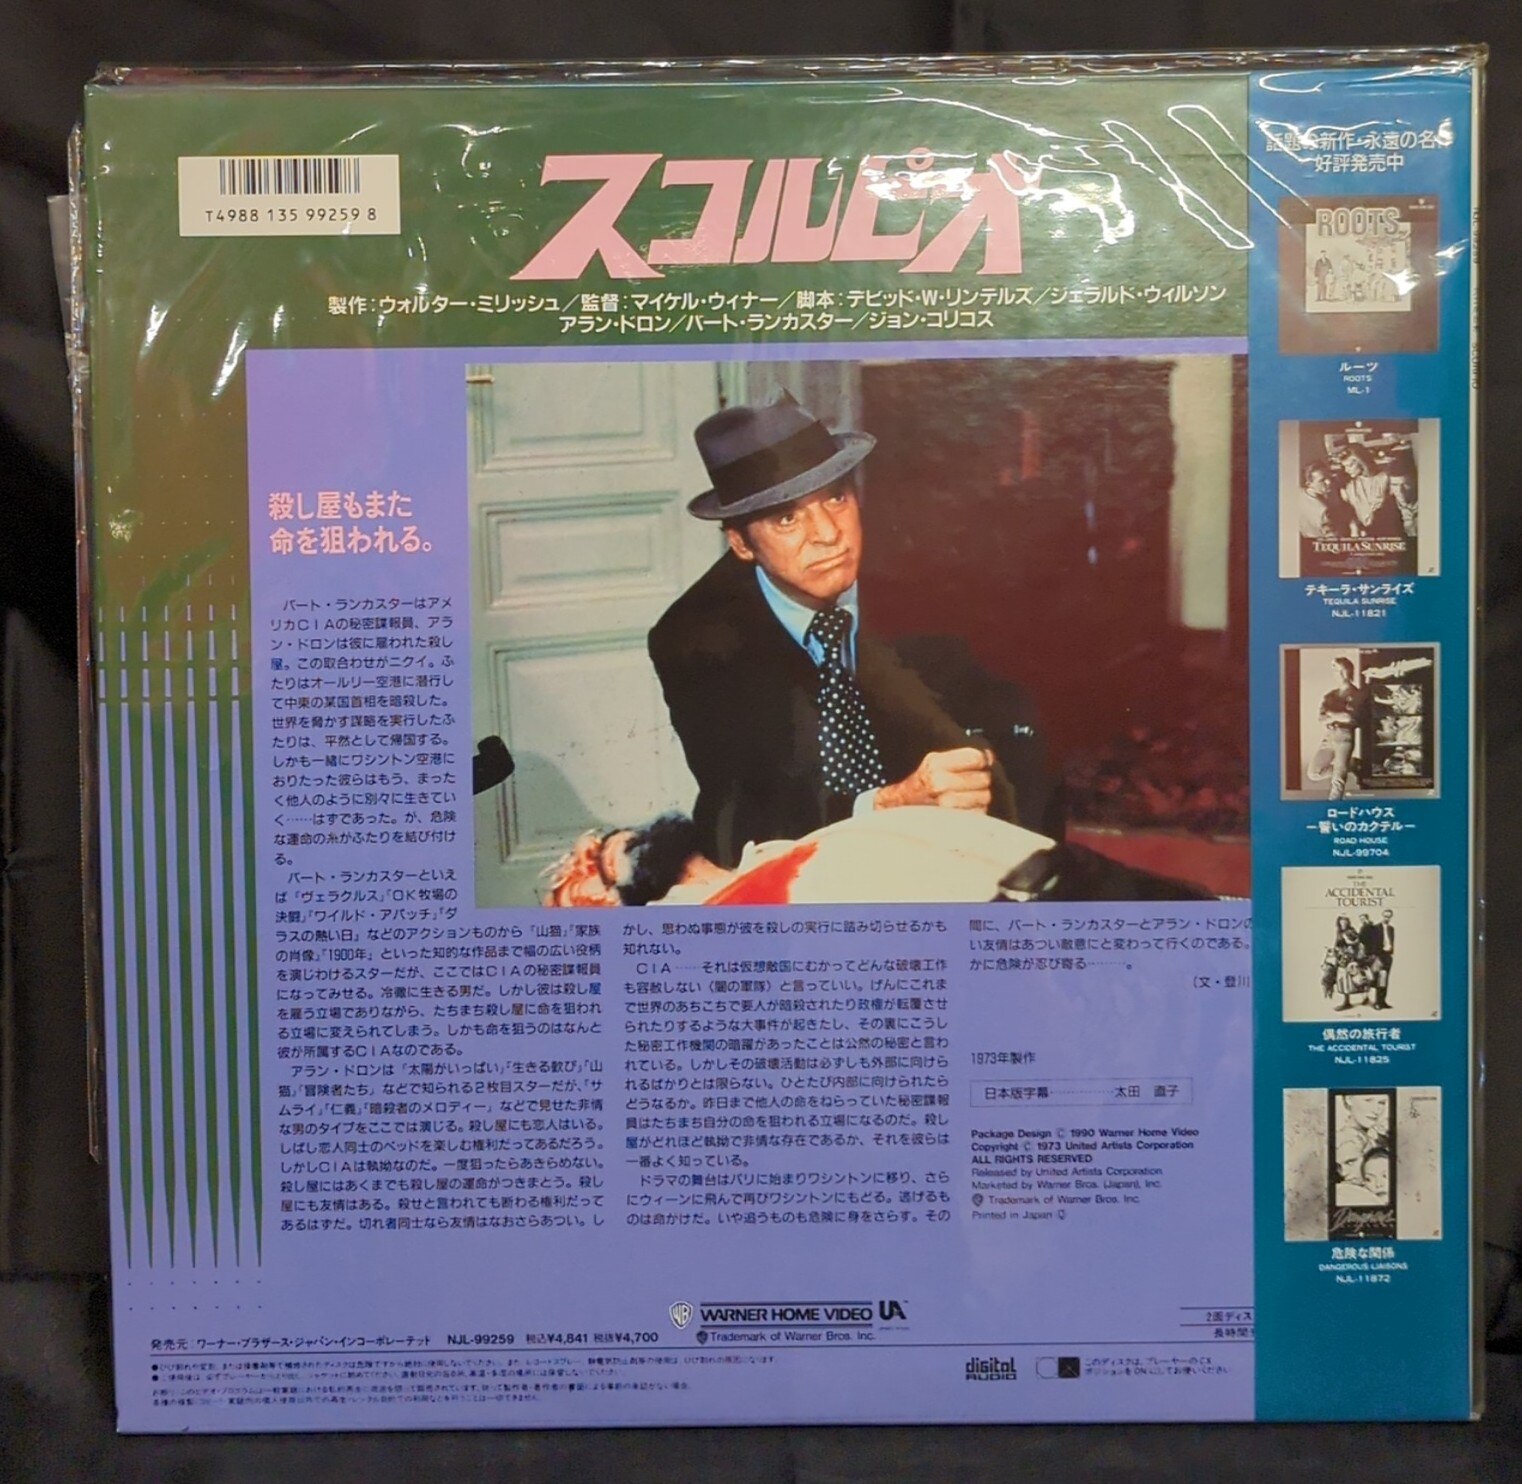 T4988 135 99259 8
スコルピオ
製作:ウォルター・ミリッシュ/監督:マイケル・ウィナー/脚本:デビッド・W・リンテルズ/ジェラルド・ウィルソン
アラン・ドロン/バート・ランカスター/ジョン・コリコス
殺し屋もまた
命を狙われる。
バート・ランカスターはアメ
リカCIAの秘密諜報員、アラ
ン・ドロンは彼に雇われた殺し
屋。この取合わせがニクイ。ふ
たりはオールリー空港に潜行し
て中東の某国首相を暗殺した。
世界を脅かす謀略を実行したふ
たりは、平然として帰国する。
しかも一緒にワシントン空港に
おりたった彼らはもう、まった
く他人のように別々に生きてい
く……はずであった。が、危険
な運命の糸がふたりを結び付け
る。
バート・ランカスターといえ
ば「ヴェラクルス」「OK牧場の
決闘」「ワイルド・アパッチ」「ダ
ラスの熱い日」などのアクションものから「山猫」「家族
の肖像」「1900年」といった知的な作品まで幅の広い役柄
を演じわけるスターだが、ここではCIAの秘密諜報員
になってみせる。冷徹に生きる男だ。しかし彼は殺し屋
を雇う立場でありながら、たちまち殺し屋に命を狙われ
る立場に変えられてしまう。しかも命を狙うのはなんと
彼が所属するCIAなのである。
アラン・ドロンは「太陽がいっぱい」「生きる歓び」「山
猫」「冒険者たち」などで知られる2枚目スターだが、「サ
ムライ」「仁義」「暗殺者のメロディー」などで見せた非情
な男のタイプをここでは演じる。殺し屋にも恋人はいる。
しばし恋人同士のベッドを楽しむ権利だってあるだろう。
しかしCIAは執拗なのだ。一度狙ったらあきらめない。
殺し屋にはあくまでも殺し屋の運命がつきまとう。殺し
屋にも友情はある。殺せと言われても断わる権利だって
あるはずだ。切れ者同士なら友情はなおさらあつい。し
かし、思わぬ事態が彼を殺しの実行に踏み切らせるかも
知れない。
CIA……それは仮想敵国にむかってどんな破壊工作
も容赦しない〈闇の軍隊〉と言っていい。げんにこれま
で世界のあちこちで要人が暗殺されたり政権が転覆させ
られたりするような大事件が起きたし、その裏にこうし
た秘密工作機関の暗躍があったことは公然の秘密と言わ
れている。しかしその破壊活動は必ずしも外部に向けら
れるばかりとは限らない。ひとたび内部に向けられたら
どうなるか。昨日まで他人の命をねらっていた秘密諜報
員はたちまち自分の命を狙われる立場になるのだ。殺し
屋がどれほど執拗で非情な存在であるか、それを彼らは
一番よく知っている。
ドラマの舞台はパリに始まりワシントンに移り、さら
にウィーンに飛んで再びワシントンにもどる。逃げるも
のは命がけだ。いや追うものも危険に身をさらす。その
間に、バート・ランカスターとアラン・ドロンの
い友情はあつい敵意にと変わって行くのである。
かに危険が忍び寄る………。
(文・登川
1973年製作
日本版字幕…………太田 直子
Package Design © 1990 Warner Home Video
Copyright © 1973 United Artists Corporation
ALL RIGHTS RESERVED
Released by United Artists Corporation
Marketed by Warner Bros. (Japan), Inc.
Trademark of Warner Bros. Inc.
Printed in Japan
WB WARNER HOME VIDEO UA
Trademark of Warner Bros. Inc.
発売元:ワーナー・ブラザース・ジャパン・インコーポレーテッド NJL-99259 税込¥4,841 税抜¥4,700
2面ディス
長時間
digital
AUDIO
このディスクは、プレーヤーのCX
ポジションをONにしてお使いください
話題の新作・永遠の名
好評発売中
ROOTS
ルーツ
ROOTS
ML-1
TEQUILA SUNRISE
テキーラ・サンライズ
TEQUILA SUNRISE
NJL-11821
ロードハウス
ー誓いのカクテルー
ROAD HOUSE
NJL-99704
THE
ACCIDENTAL
TOURIST
偶然の旅行者
THE ACCIDENTAL TOURIST
NJL-11825
危険な関係
DANGEROUS LIAISONS
NJL-11872